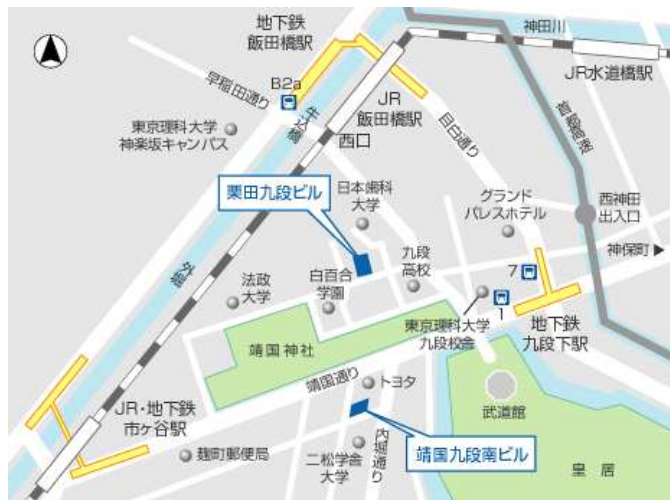 地下鉄
飯田橋駅
神田川
JR水道橋駅
早稲田通り
B2a
JR
飯田橋駅
牛込橋
西口
東京理科大学
神楽坂キャンパス
目白通り
首都高速
栗田九段ビル
日本歯科
大学
グランド
パレスホテル
西神田
出入口
神保町
外堀
法政
大学
白百合
学園
九段
高校
7
1
東京理科大学
九段校舎
地下鉄
九段下駅
靖国神社
靖国通り
トヨタ
武道館
JR・地下鉄
市ヶ谷駅
麹町郵便局
二松学舎
大学
内堀通り
靖国九段南ビル
皇居